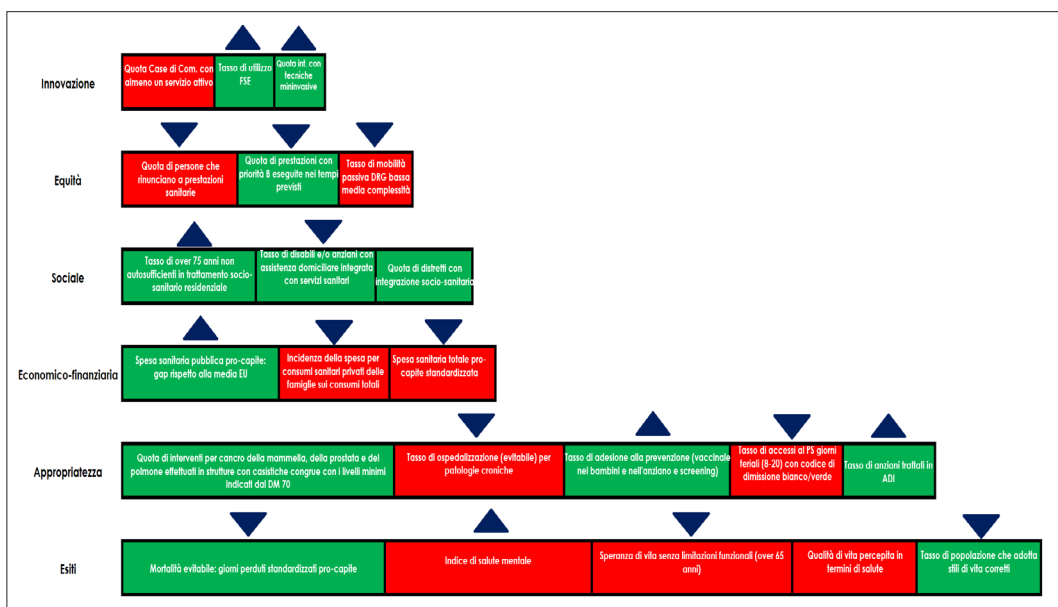 Innovazione
Quota Case di Com. con
almeno un servizio attivo
Tasso di utilizzo
FSE
Quota int. con
tecniche
mininvasive
Equità
Quota di persone che
rinunciano a prestazioni
sanitarie
Quota di prestazioni con
priorità B eseguite nei tempi
previsti
Tasso di mobilità
passiva DRG bassa
media complessità
Sociale
Tasso di over 75 anni non
autosufficienti in trattamento socio-
sanitario residenziale
Tasso di disabili e/o anziani con
assistenza domiciliare integrata
con servizi sanitari
Quota di distretti con
integrazione socio-sanitaria
Economico-finanziaria
Spesa sanitaria pubblica pro-capite:
gap rispetto alla media EU
Incidenza della spesa per
consumi sanitari privati delle
famiglie sui consumi totali
Spesa sanitaria totale pro-
capite standardizzata
Appropriatezza
Quota di interventi per cancro della mammella, della prostata e del
polmone effettuati in strutture con casistiche congrue con i livelli minimi
indicati dal DM 70
Tasso di ospedalizzazione (evitabile) per
patologie croniche
Tasso di adesione alla prevenzione (vaccinale
nei bambini e nell'anziano e screening)
Tasso di accessi al PS giorni
feriali (8-20) con codice di
dimissione bianco/verde
Tasso di anziani trattati in
ADI
Esiti
Mortalità evitabile: giorni perduti standardizzati pro-capite
Indice di salute mentale
Speranza di vita senza limitazioni funzionali (over 65
anni)
Qualità di vita percepita in
termini di salute
Tasso di popolazione che adotta
stili di vita corretti